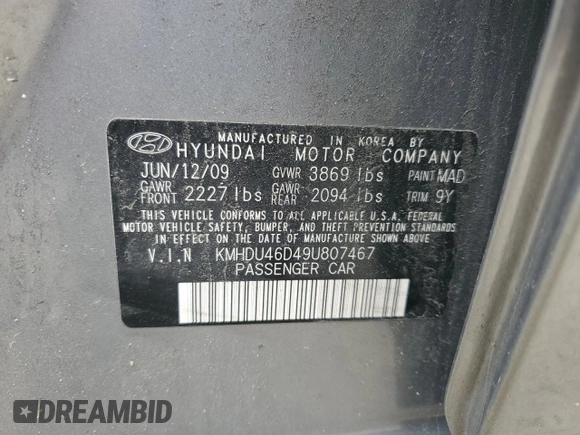 MANUFACTURED IN KOREA BY
HYUNDAI MOTOR COMPANY
JUN/12/09 GVWR 3869 lbs PAINT MAD
GAWR FRONT 2227 lbs GAWR REAR 2094 lbs TRIM 9Y
THIS VEHICLE CONFORMS TO ALL APPLICABLE U.S.A. FEDERAL
MOTOR VEHICLE SAFETY, BUMPER, AND THEFT PREVENTION STANDARDS
IN EFFECT ON THE DATE OF MANUFACTURE SHOWN ABOVE.
V.I.N KMHDU46D49U807467
PASSENGER CAR
DREAMBID